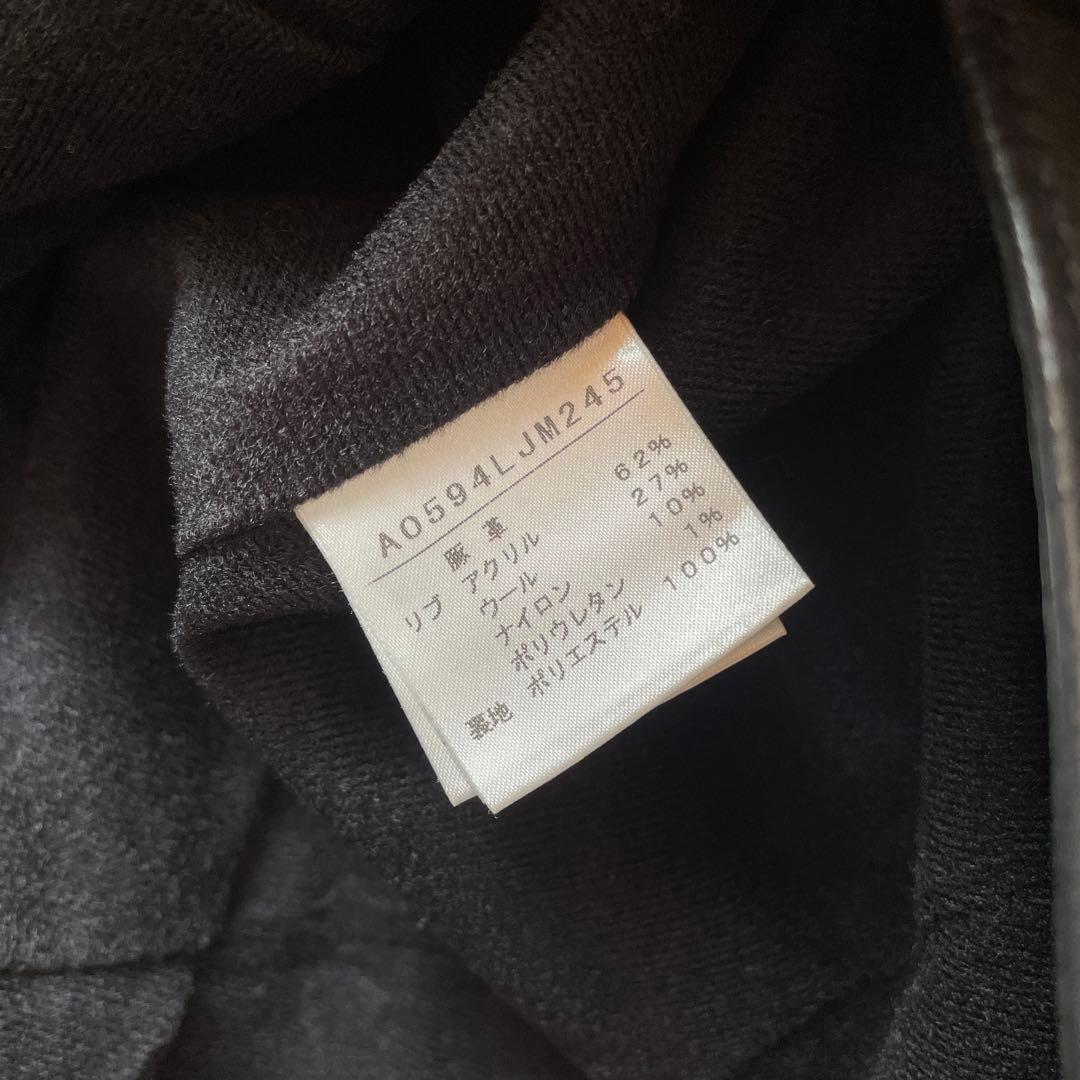 A0594LJM245
豚革
リブ アクリル 62%
ウール 27%
ナイロン 10%
ポリウレタン 1%
裏地 ポリエステル 100%